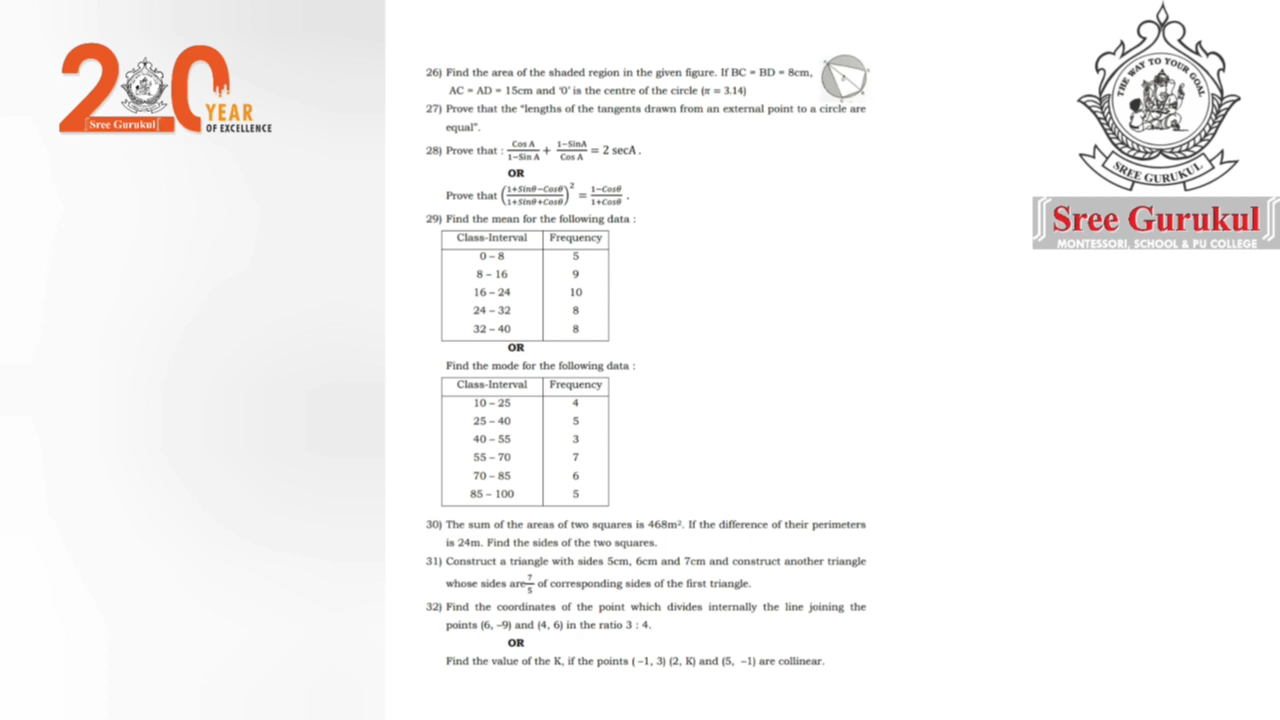 20
Sree Gurukul
YEAR
OF EXCELLENCE
THE WAY TO YOUR GOAL
SREE GURUKUL
Sree Gurukul
MONTESSORI, SCHOOL & PU COLLEGE
26) Find the area of the shaded region in the given figure. If BC = BD = 8cm,
AC = AD = 15cm and 'O' is the centre of the circle (π = 3.14)
27) Prove that the "lengths of the tangents drawn from an external point to a circle are
equal".
28) Prove that : Cos A/1−Sin A + 1−SinA/Cos A = 2 secA .
OR
Prove that (1+Sinθ−Cosθ/1+Sinθ+Cosθ)² = 1−Cosθ/1+Cosθ .
29) Find the mean for the following data :
Class-Interval Frequency
0 – 8 5
8 – 16 9
16 – 24 10
24 – 32 8
32 – 40 8
OR
Find the mode for the following data :
Class-Interval Frequency
10 – 25 4
25 – 40 5
40 – 55 3
55 – 70 7
70 – 85 6
85 – 100 5
30) The sum of the areas of two squares is 468m². If the difference of their perimeters
is 24m. Find the sides of the two squares.
31) Construct a triangle with sides 5cm, 6cm and 7cm and construct another triangle
whose sides are 7/5 of corresponding sides of the first triangle.
32) Find the coordinates of the point which divides internally the line joining the
points (6, –9) and (4, 6) in the ratio 3 : 4.
OR
Find the value of the K, if the points ( –1, 3) (2, K) and (5, –1) are collinear.